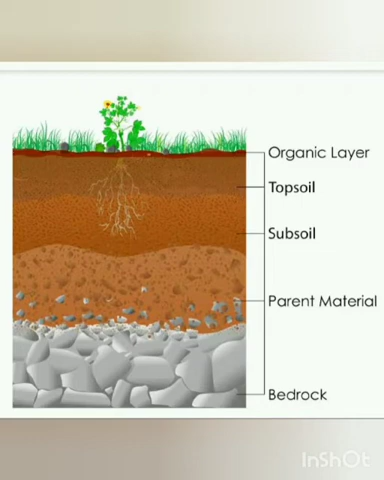 Organic Layer
Topsoil
Subsoil
Parent Material
Bedrock
InShOt